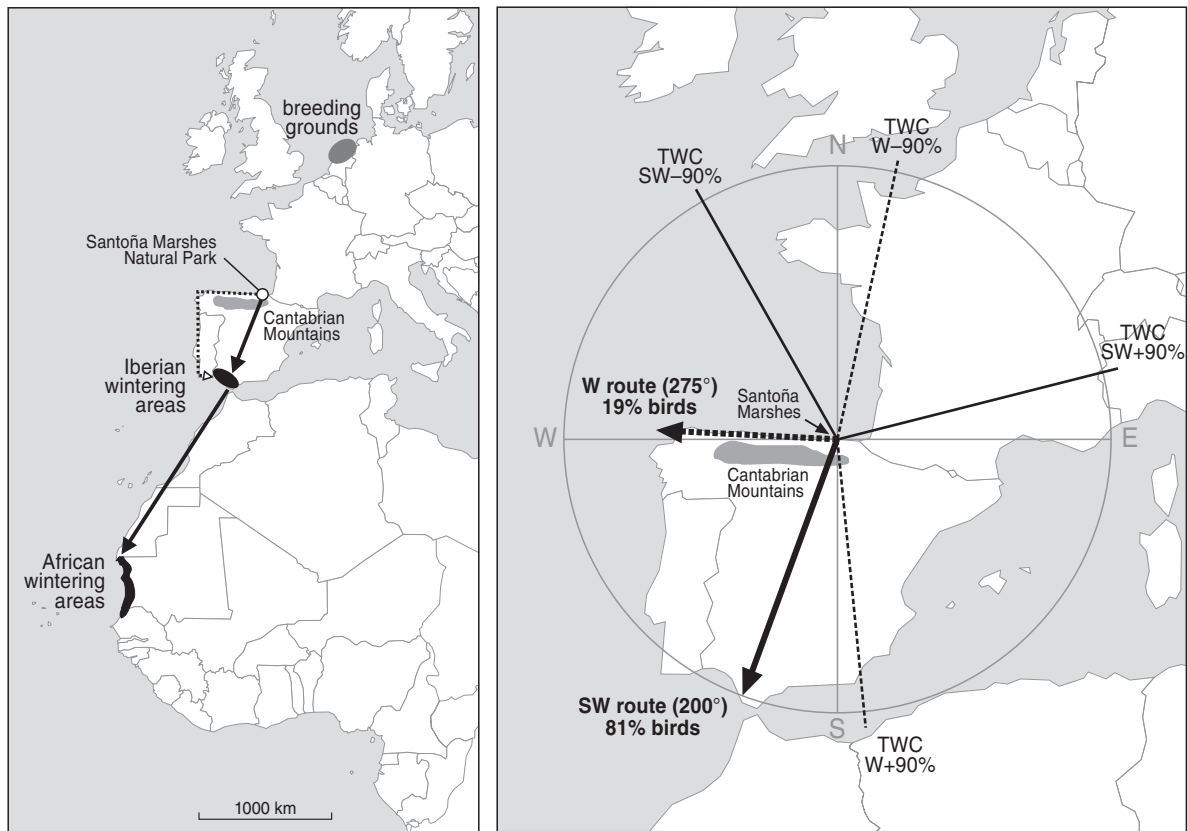 breeding
grounds
Santoña Marshes
Natural Park
Cantabrian
Mountains
Iberian
wintering
areas
African
wintering
areas
1000 km
N
TWC
W–90%
TWC
SW–90%
TWC
SW+90%
W route (275°)
19% birds
Santoña
Marshes
W
E
Cantabrian
Mountains
SW route (200°)
81% birds
S
TWC
W+90%